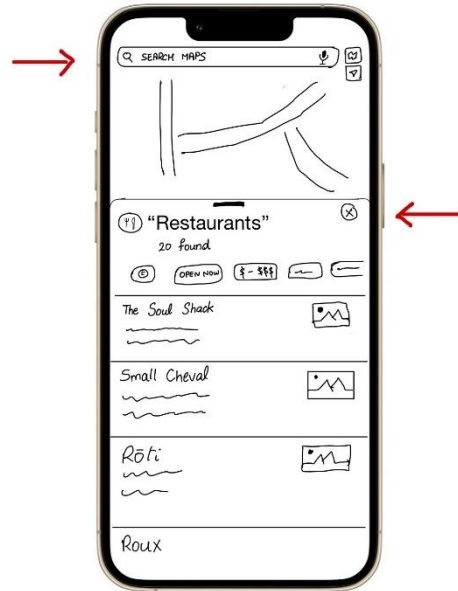 SEARCH MAPS
"Restaurants"
20 found
OPEN NOW
$-$$$
The Soul Shack
Small Cheval
Rōti
Roux